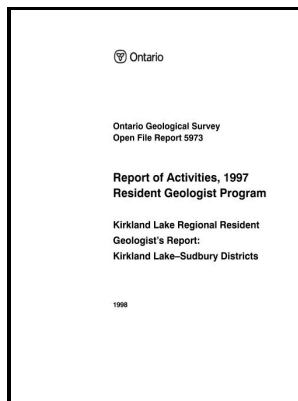 Ontario
Ontario Geological Survey
Open File Report 5973
Report of Activities, 1997
Resident Geologist Program
Kirkland Lake Regional Resident
Geologist's Report:
Kirkland Lake–Sudbury Districts
1998